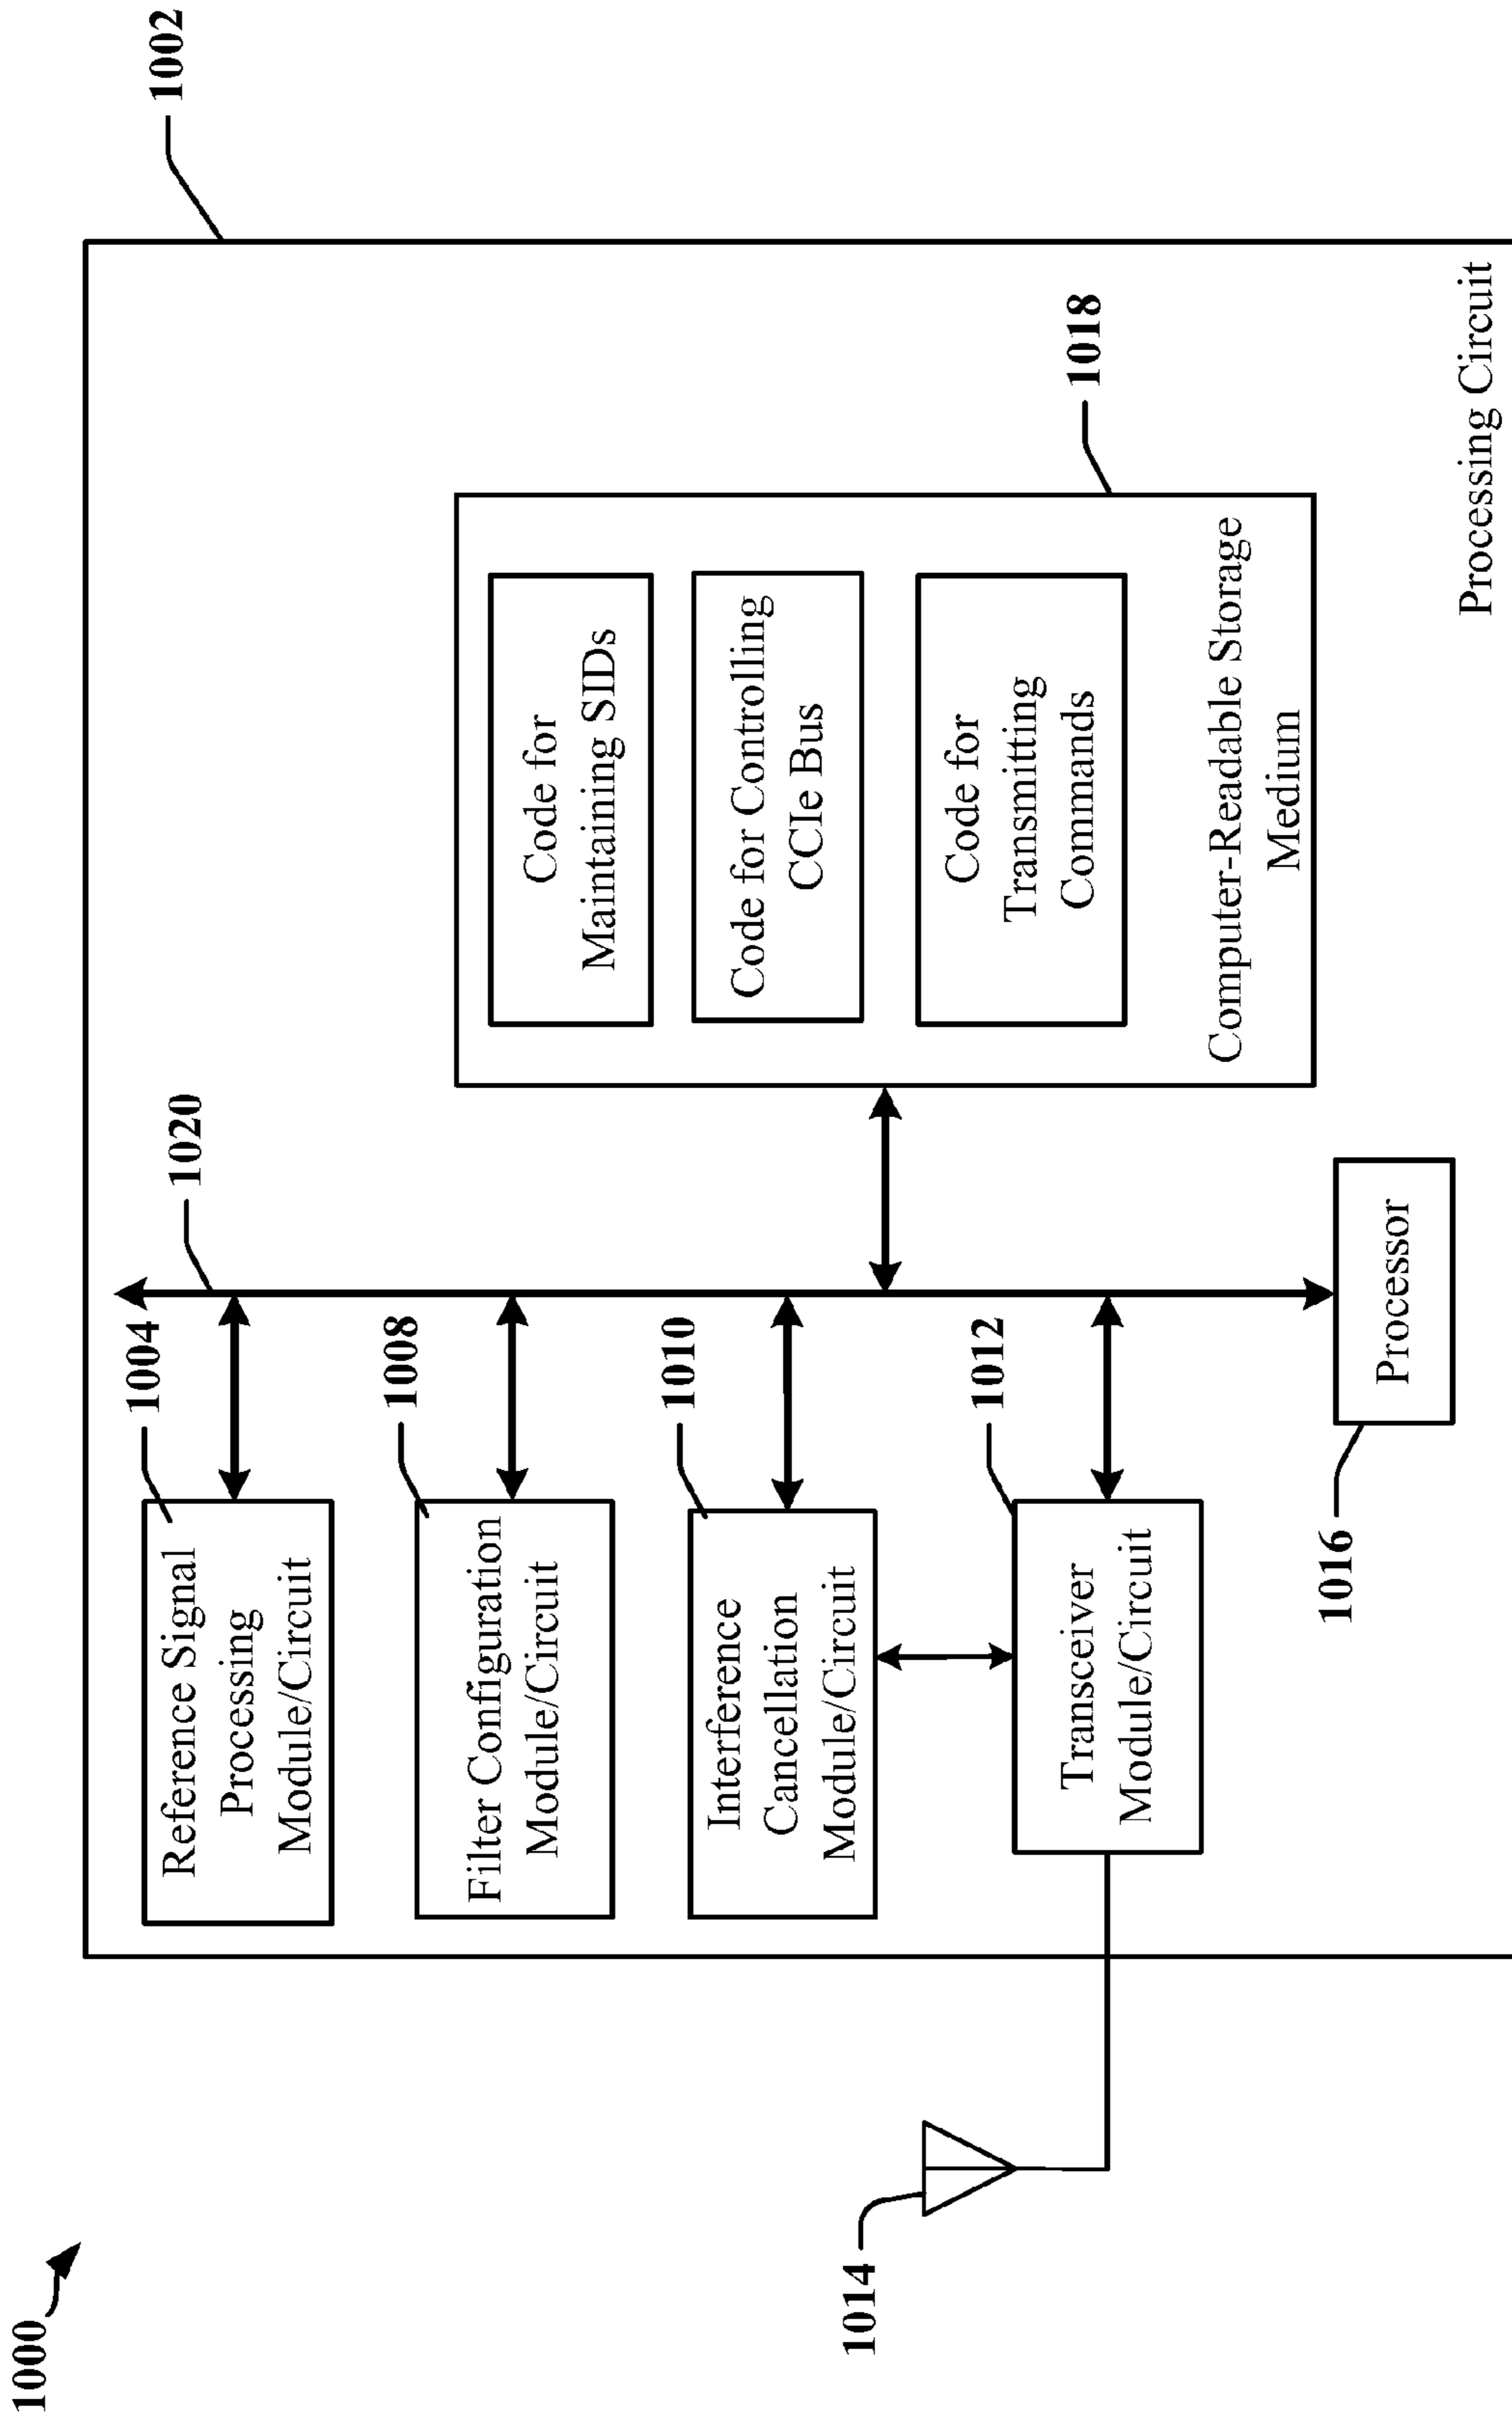 1000
1002
1020
1004
Reference Signal
Processing
Module/Circuit
1008
Filter Configuration
Module/Circuit
1010
Interference
Cancellation
Module/Circuit
1012
Transceiver
Module/Circuit
1014
1016
Processor
1018
Code for
Maintaining SIDs
Code for Controlling
CCIe Bus
Code for
Transmitting
Commands
Computer-Readable Storage
Medium
Processing Circuit